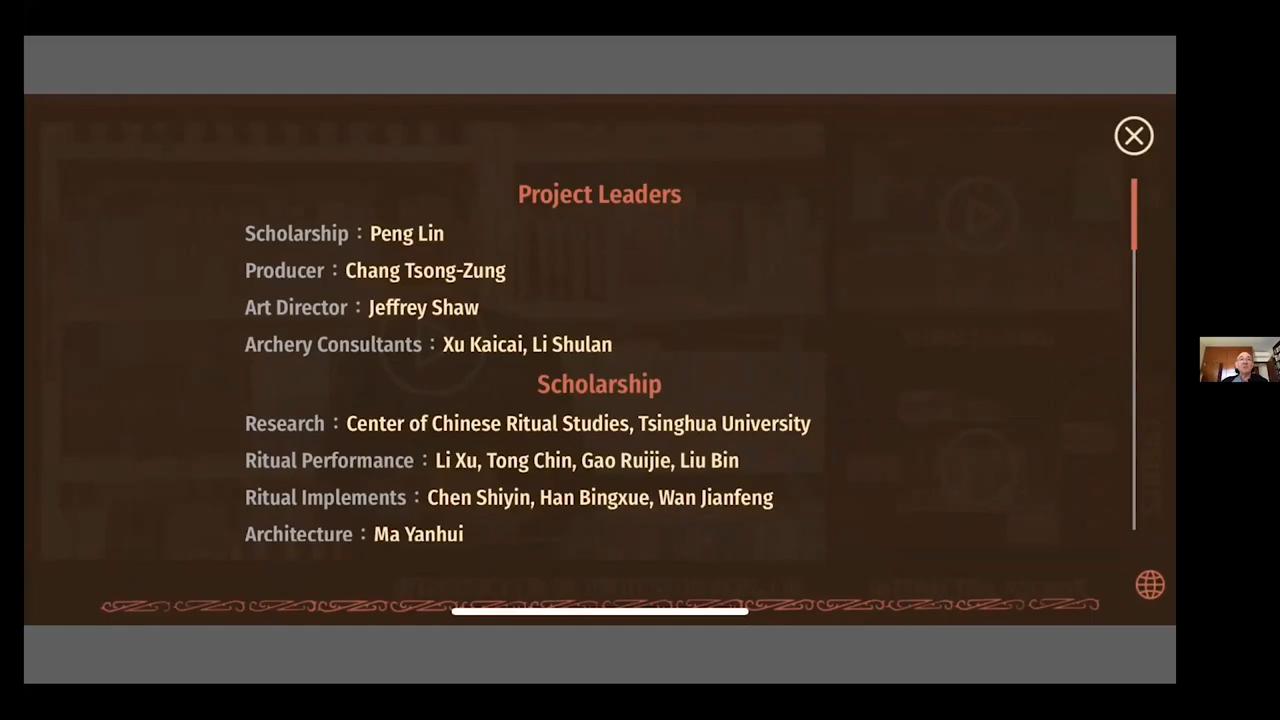 Project Leaders
Scholarship：Peng Lin
Producer：Chang Tsong-Zung
Art Director：Jeffrey Shaw
Archery Consultants：Xu Kaicai, Li Shulan
Scholarship
Research：Center of Chinese Ritual Studies, Tsinghua University
Ritual Performance：Li Xu, Tong Chin, Gao Ruijie, Liu Bin
Ritual Implements：Chen Shiyin, Han Bingxue, Wan Jianfeng
Architecture：Ma Yanhui